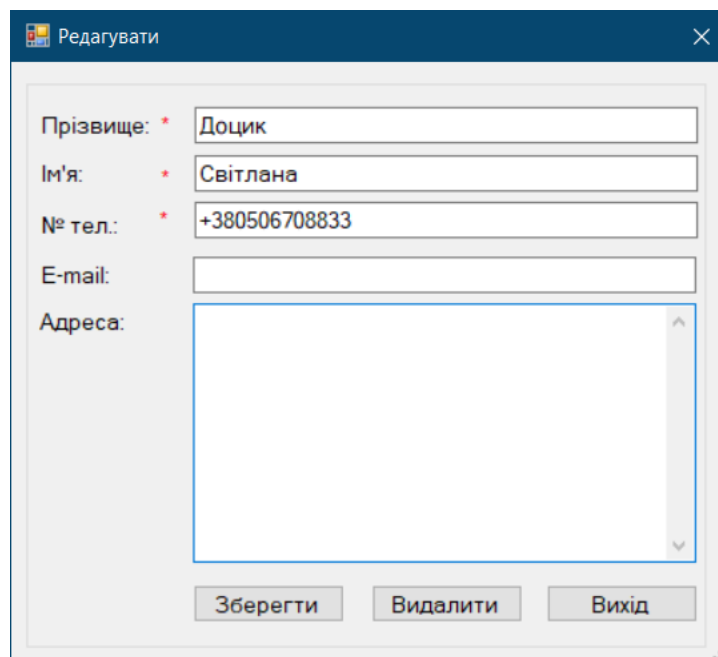 Редагувати
Прізвище: * Доцик
Ім'я: * Світлана
№ тел.: * +380506708833
E-mail:
Адреса:
Зберегти Видалити Вихід